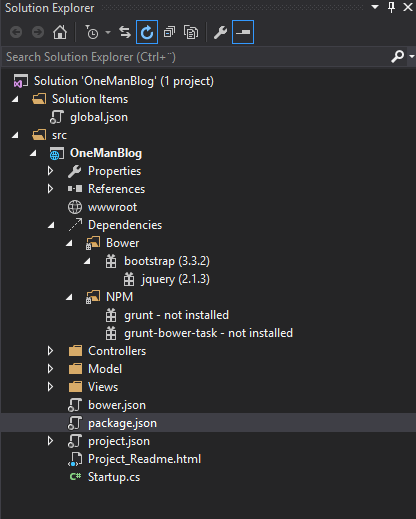 Solution Explorer
Search Solution Explorer (Ctrl+¨)
Solution 'OneManBlog' (1 project)
Solution Items
global.json
src
OneManBlog
Properties
References
wwwroot
Dependencies
Bower
bootstrap (3.3.2)
jquery (2.1.3)
NPM
grunt - not installed
grunt-bower-task - not installed
Controllers
Model
Views
bower.json
package.json
project.json
Project_Readme.html
C# Startup.cs